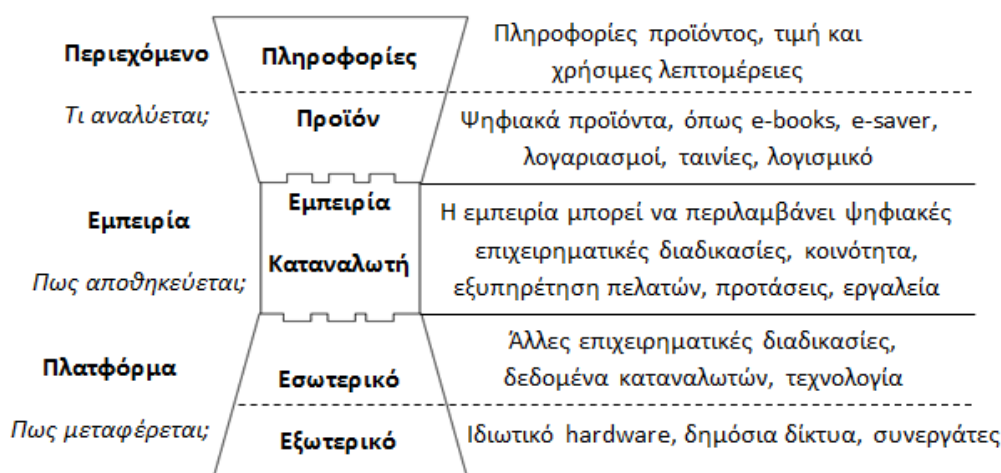 Περιεχόμενο
Τι αναλύεται;
Πληροφορίες
Πληροφορίες προϊόντος, τιμή και
χρήσιμες λεπτομέρειες
Προϊόν
Ψηφιακά προϊόντα, όπως e-books, e-saver,
λογαριασμοί, ταινίες, λογισμικό
Εμπειρία
Πως αποθηκεύεται;
Εμπειρία
Καταναλωτή
Η εμπειρία μπορεί να περιλαμβάνει ψηφιακές
επιχειρηματικές διαδικασίες, κοινότητα,
εξυπηρέτηση πελατών, προτάσεις, εργαλεία
Πλατφόρμα
Πως μεταφέρεται;
Εσωτερικό
Άλλες επιχειρηματικές διαδικασίες,
δεδομένα καταναλωτών, τεχνολογία
Εξωτερικό
Ιδιωτικό hardware, δημόσια δίκτυα, συνεργάτες